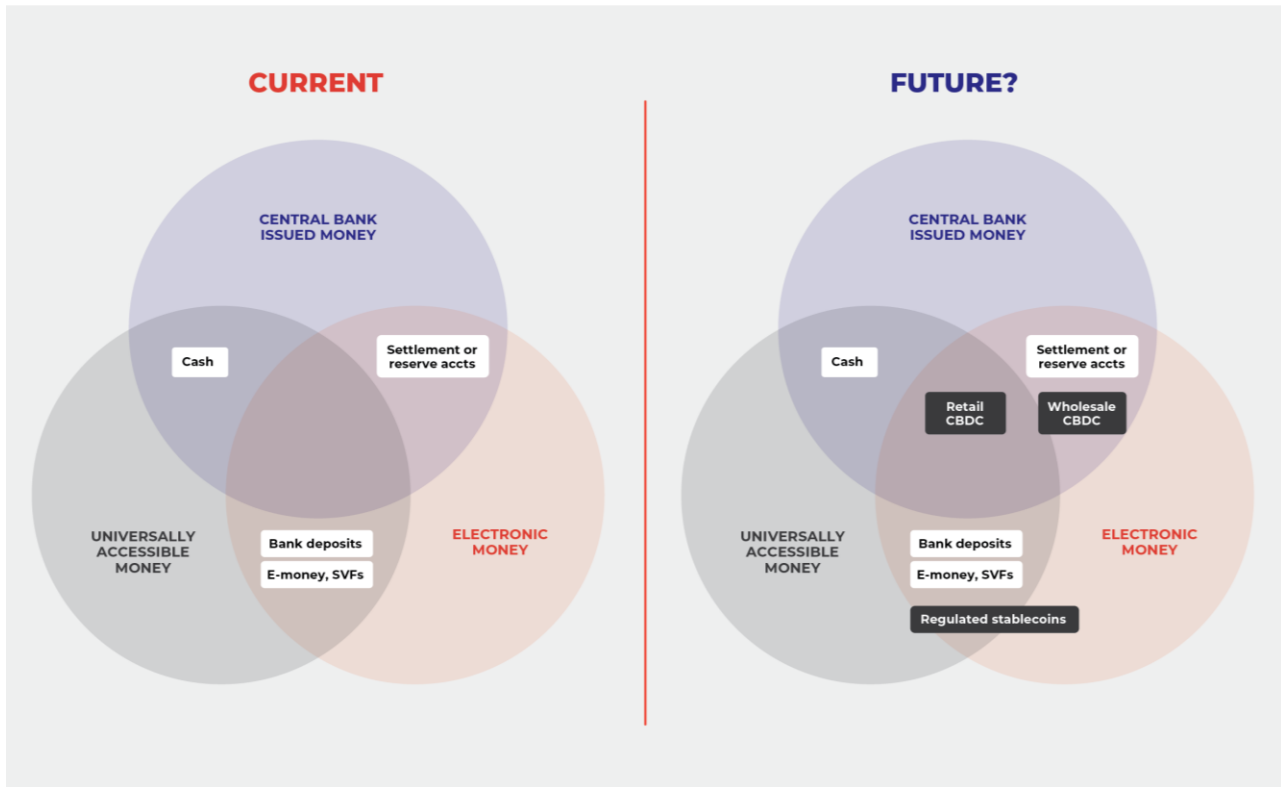 CURRENT
CENTRAL BANK
ISSUED MONEY
Cash
Settlement or
reserve accts
UNIVERSALLY
ACCESSIBLE
MONEY
Bank deposits
E-money, SVFs
ELECTRONIC
MONEY
FUTURE?
CENTRAL BANK
ISSUED MONEY
Cash
Settlement or
reserve accts
Retail
CBDC
Wholesale
CBDC
UNIVERSALLY
ACCESSIBLE
MONEY
Bank deposits
E-money, SVFs
Regulated stablecoins
ELECTRONIC
MONEY